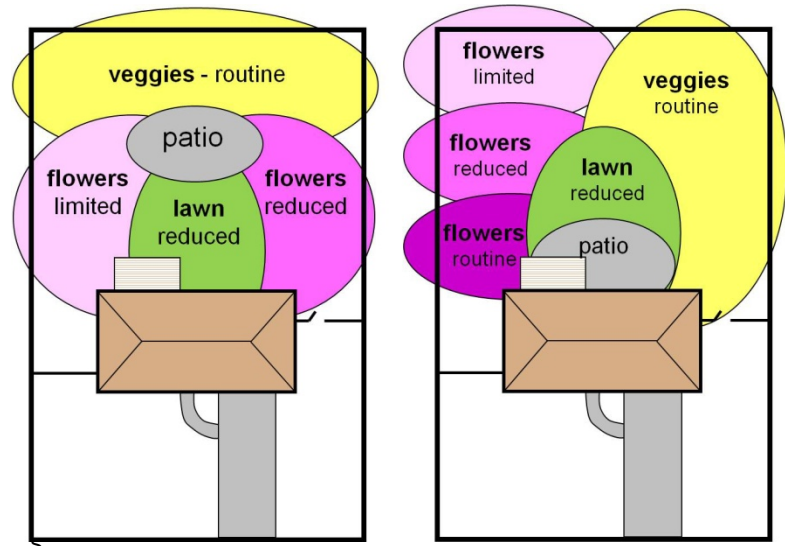 veggies - routine
patio
flowers
limited
flowers
reduced
lawn
reduced
flowers
limited
veggies
routine
flowers
reduced
lawn
reduced
flowers
routine
patio